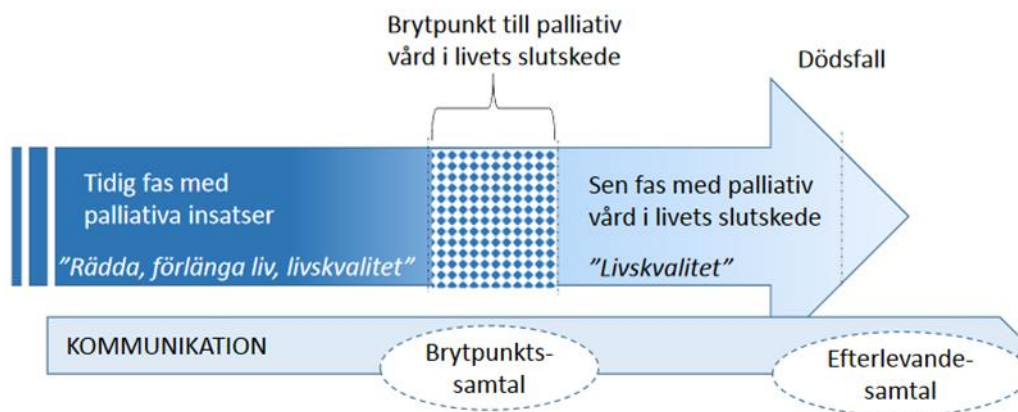 Brytpunkt till palliativ
vård i livets slutskede
Dödsfall
Tidig fas med
palliativa insatser
”Rädda, förlänga liv, livskvalitet”
Sen fas med palliativ
vård i livets slutskede
”Livskvalitet”
KOMMUNIKATION
Brytpunkts-
samtal
Efterlevande-
samtal